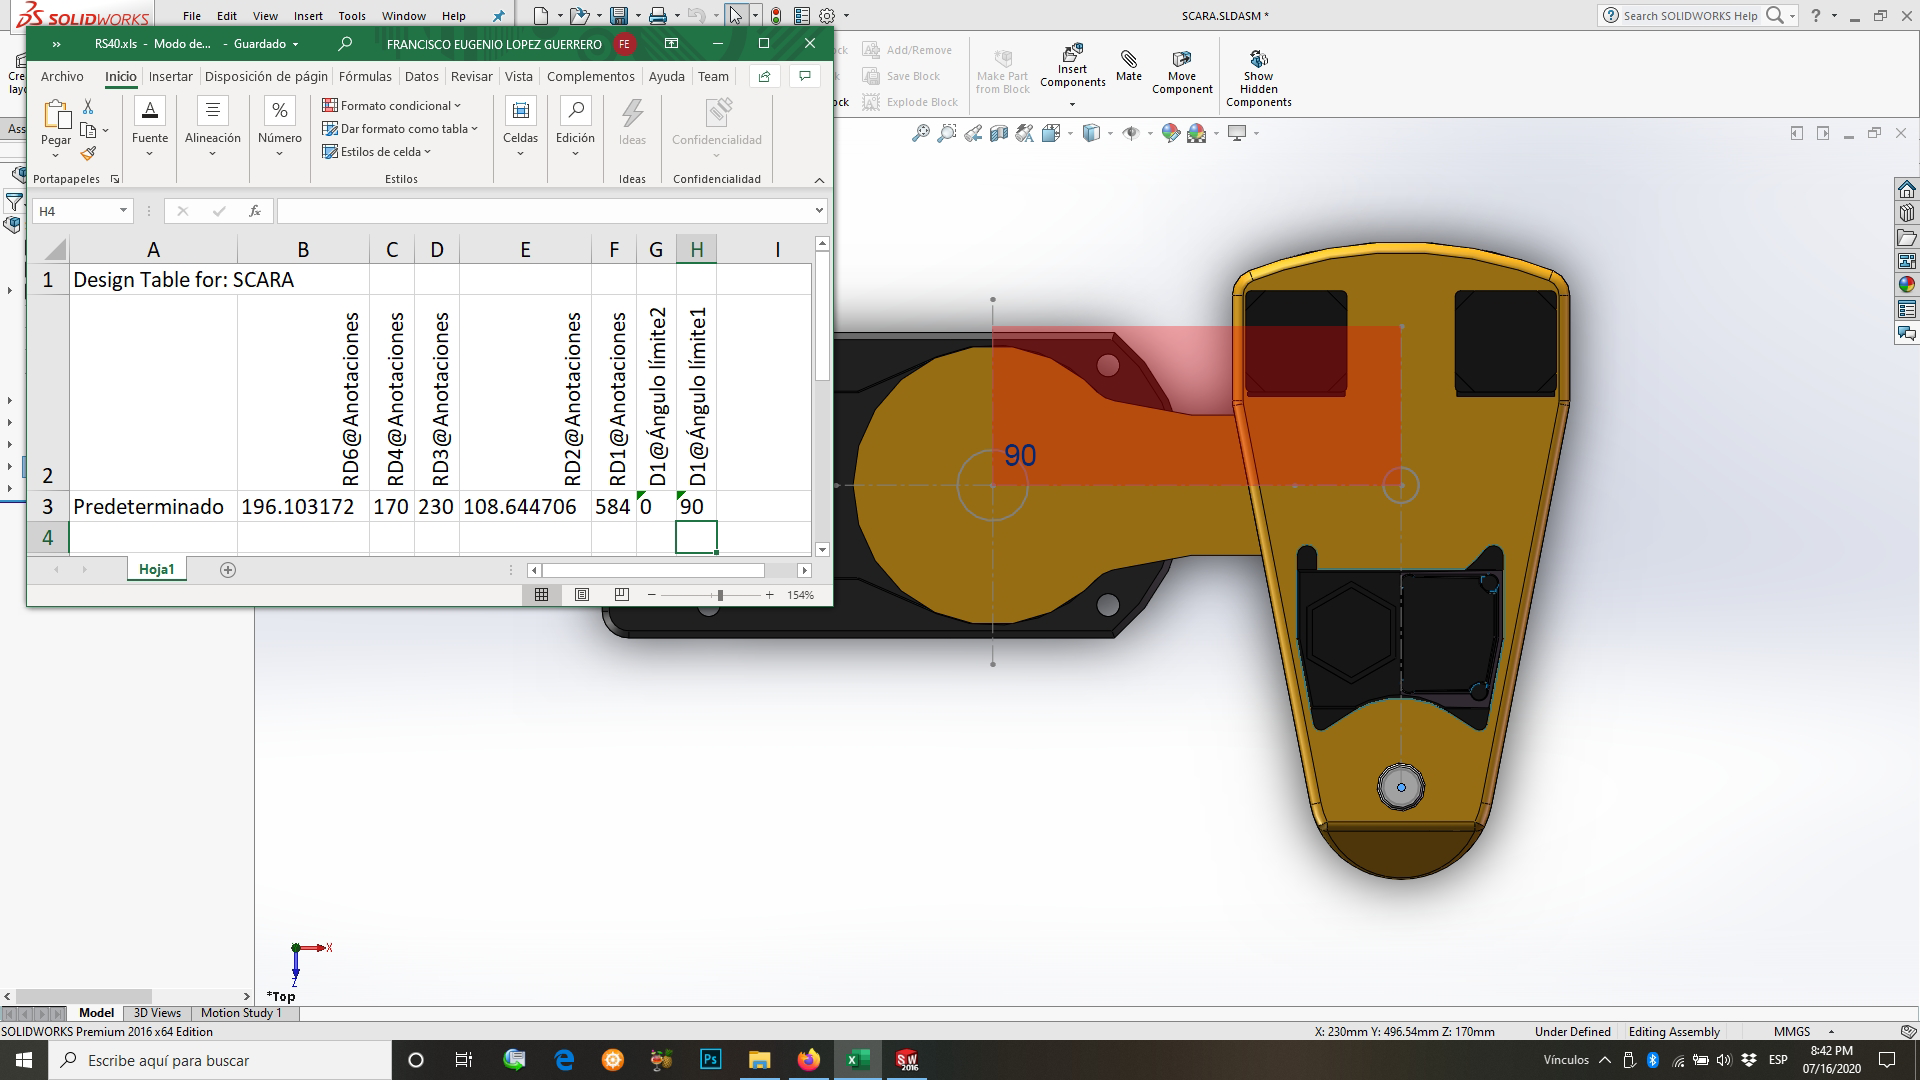 SOLIDWORKS File Edit View Insert Tools Window Help SCARA.SLDASM * Search SOLIDWORKS Help ?
» RS40.xls - Modo de... - Guardado FRANCISCO EUGENIO LOPEZ GUERRERO FE
Archivo Inicio Insertar Disposición de págin Fórmulas Datos Revisar Vista Complementos Ayuda Team
Pegar Fuente Alineación Número
Formato condicional
Dar formato como tabla
Estilos de celda
Celdas Edición Ideas Confidencialidad
Portapapeles Estilos Ideas Confidencialidad
Add/Remove
Save Block
Explode Block
Make Part
from Block
Insert
Components
Mate
Move
Component
Show
Hidden
Components
H4 fx
A B C D E F G H I
1 Design Table for: SCARA
2 RD6@Anotaciones RD4@Anotaciones RD3@Anotaciones RD2@Anotaciones RD1@Anotaciones D1@Ángulo límite2 D1@Ángulo límite1
3 Predeterminado 196.103172 170 230 108.644706 584 0 90
4
Hoja1
154%
90
X
Z
*Top
Model 3D Views Motion Study 1
SOLIDWORKS Premium 2016 x64 Edition X: 230mm Y: 496.54mm Z: 170mm Under Defined Editing Assembly MMGS
Escribe aquí para buscar Ps SW 2016 Vínculos ESP 8:42 PM
07/16/2020